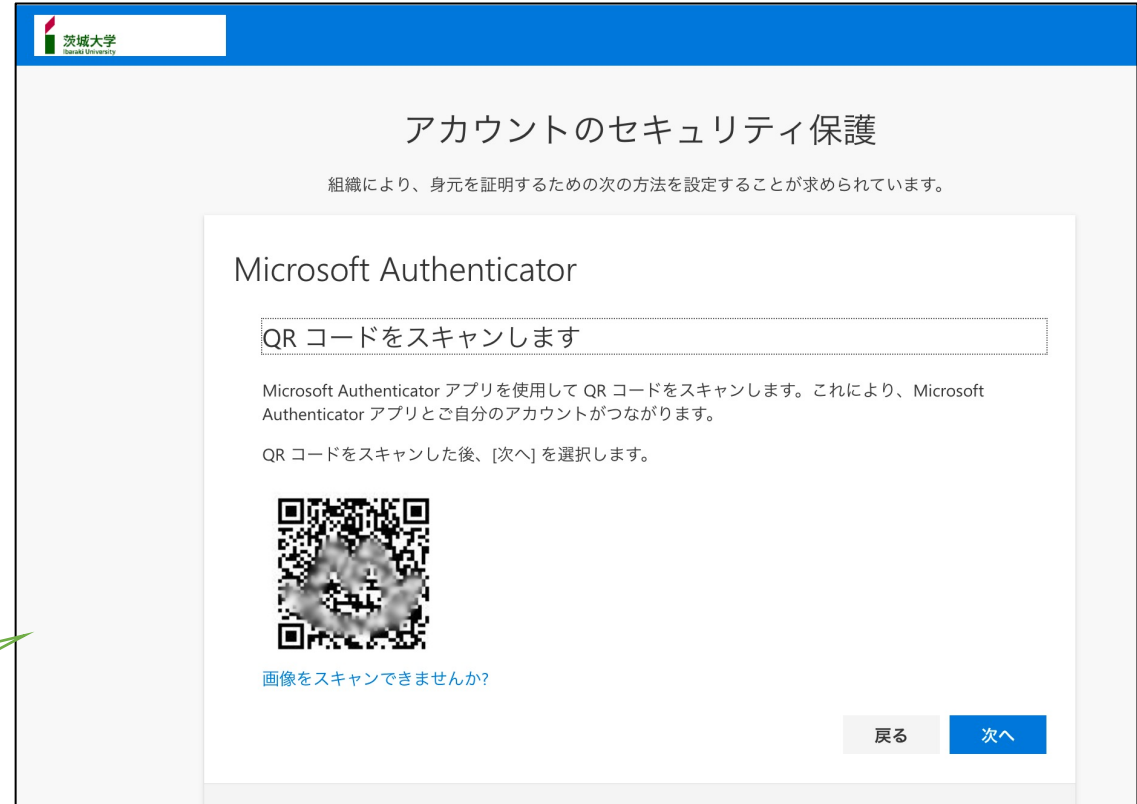 茨城大学
Ibaraki University
アカウントのセキュリティ保護
組織により、身元を証明するための次の方法を設定することが求められています。
Microsoft Authenticator
QR コードをスキャンします
Microsoft Authenticator アプリを使用して QR コードをスキャンします。これにより、Microsoft
Authenticator アプリとご自分のアカウントがつながります。
QR コードをスキャンした後、[次へ] を選択します。
画像をスキャンできませんか?
戻る
次へ